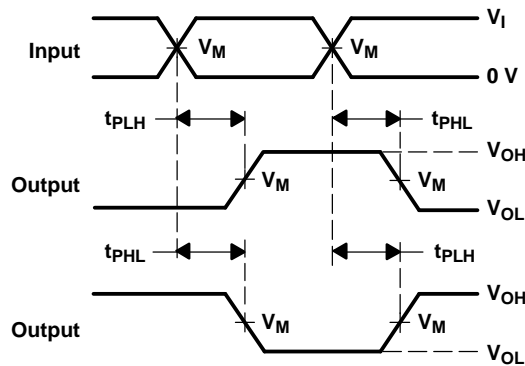 V_I
Input V_M V_M
0 V
t_PLH t_PHL
V_OH
Output V_M V_M
V_OL
t_PHL t_PLH
V_OH
Output V_M V_M
V_OL